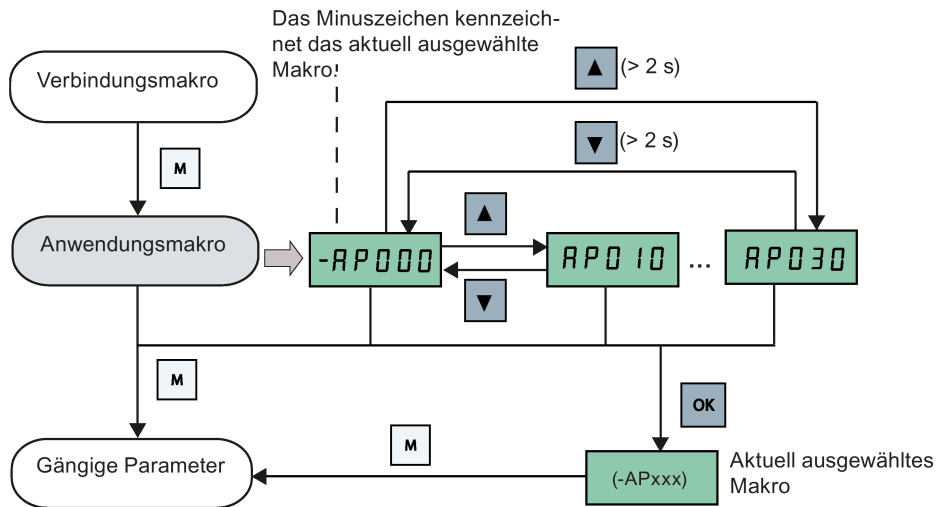 Das Minuszeichen kennzeich-
net das aktuell ausgewählte
Makro.
Verbindungsmakro
▲ (> 2 s)
▼ (> 2 s)
M
▲
Anwendungsmakro
-AP000
AP010
...
AP030
▼
M
OK
M
Gängige Parameter
(-APxxx)
Aktuell ausgewähltes
Makro